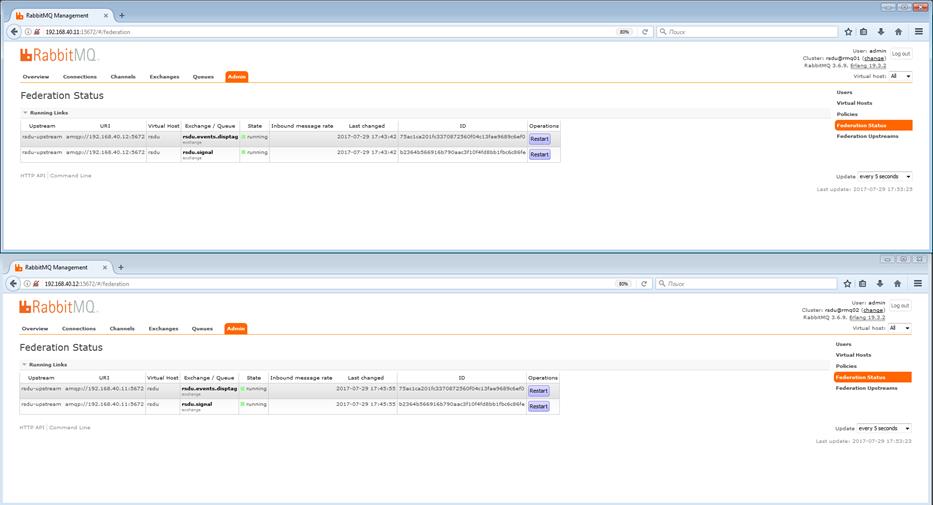 RabbitMQ Management
192.168.40.11:15672/#/federation
80%
Поиск
RabbitMQ
User: admin
Log out
Cluster: rsdu@rmq01 (change)
RabbitMQ 3.6.9, Erlang 19.3.2
Overview Connections Channels Exchanges Queues Admin
Virtual host: All
Federation Status
Users
Virtual Hosts
Policies
Federation Status
Federation Upstreams
Running Links
Upstream URI Virtual Host Exchange / Queue State Inbound message rate Last changed ID Operations
rsdu-upstream amqp://192.168.40.12:5672 rsdu rsdu.events.disptag running 2017-07-29 17:43:42 Restart
exchange
rsdu-upstream amqp://192.168.40.12:5672 rsdu rsdu.signal running 2017-07-29 17:43:42 Restart
exchange
HTTP API Command Line
Update every 5 seconds
Last update: 2017-07-29 17:53:25
RabbitMQ Management
192.168.40.12:15672/#/federation
80%
Поиск
RabbitMQ
User: admin
Log out
Cluster: rsdu@rmq02 (change)
RabbitMQ 3.6.9, Erlang 19.3.2
Overview Connections Channels Exchanges Queues Admin
Virtual host: All
Federation Status
Users
Virtual Hosts
Policies
Federation Status
Federation Upstreams
Running Links
Upstream URI Virtual Host Exchange / Queue State Inbound message rate Last changed ID Operations
rsdu-upstream amqp://192.168.40.11:5672 rsdu rsdu.events.disptag running 2017-07-29 17:45:55 Restart
exchange
rsdu-upstream amqp://192.168.40.11:5672 rsdu rsdu.signal running 2017-07-29 17:45:55 Restart
exchange
HTTP API Command Line
Update every 5 seconds
Last update: 2017-07-29 17:53:23